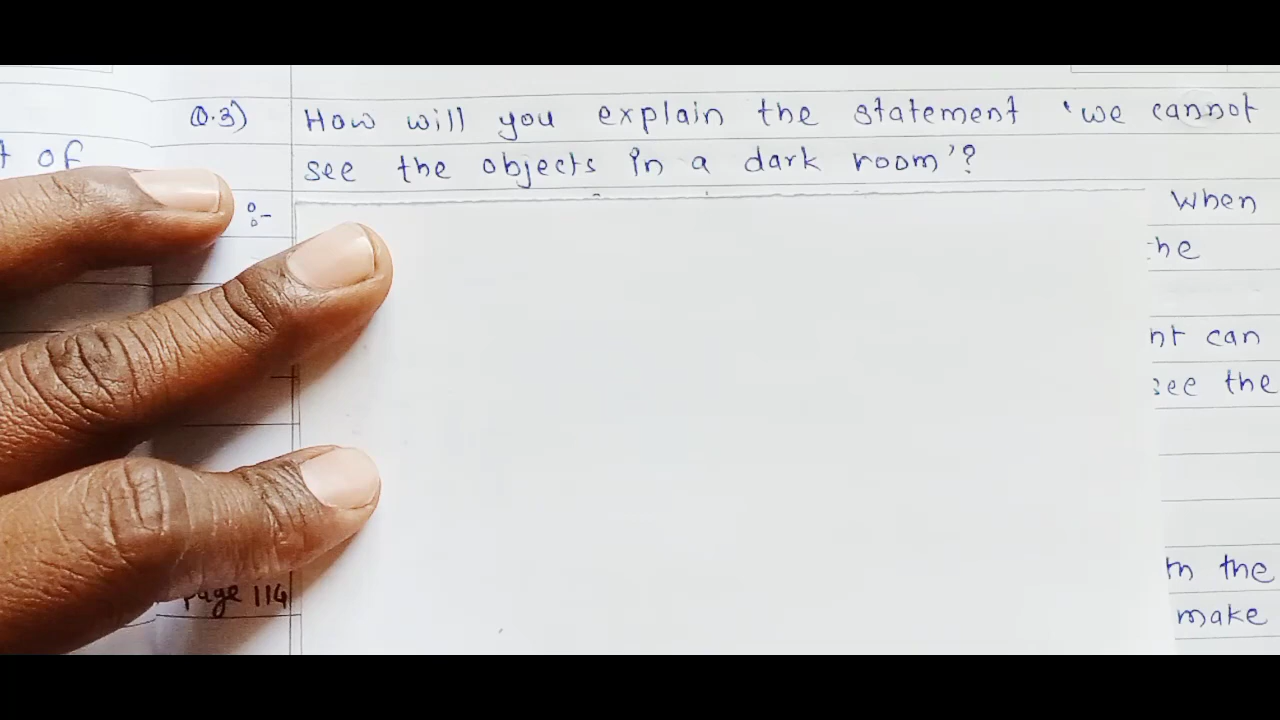 Q.3) How will you explain the statement 'we cannot
see the objects in a dark room'?
of
:- when
he
can
see the
the
page 114
make